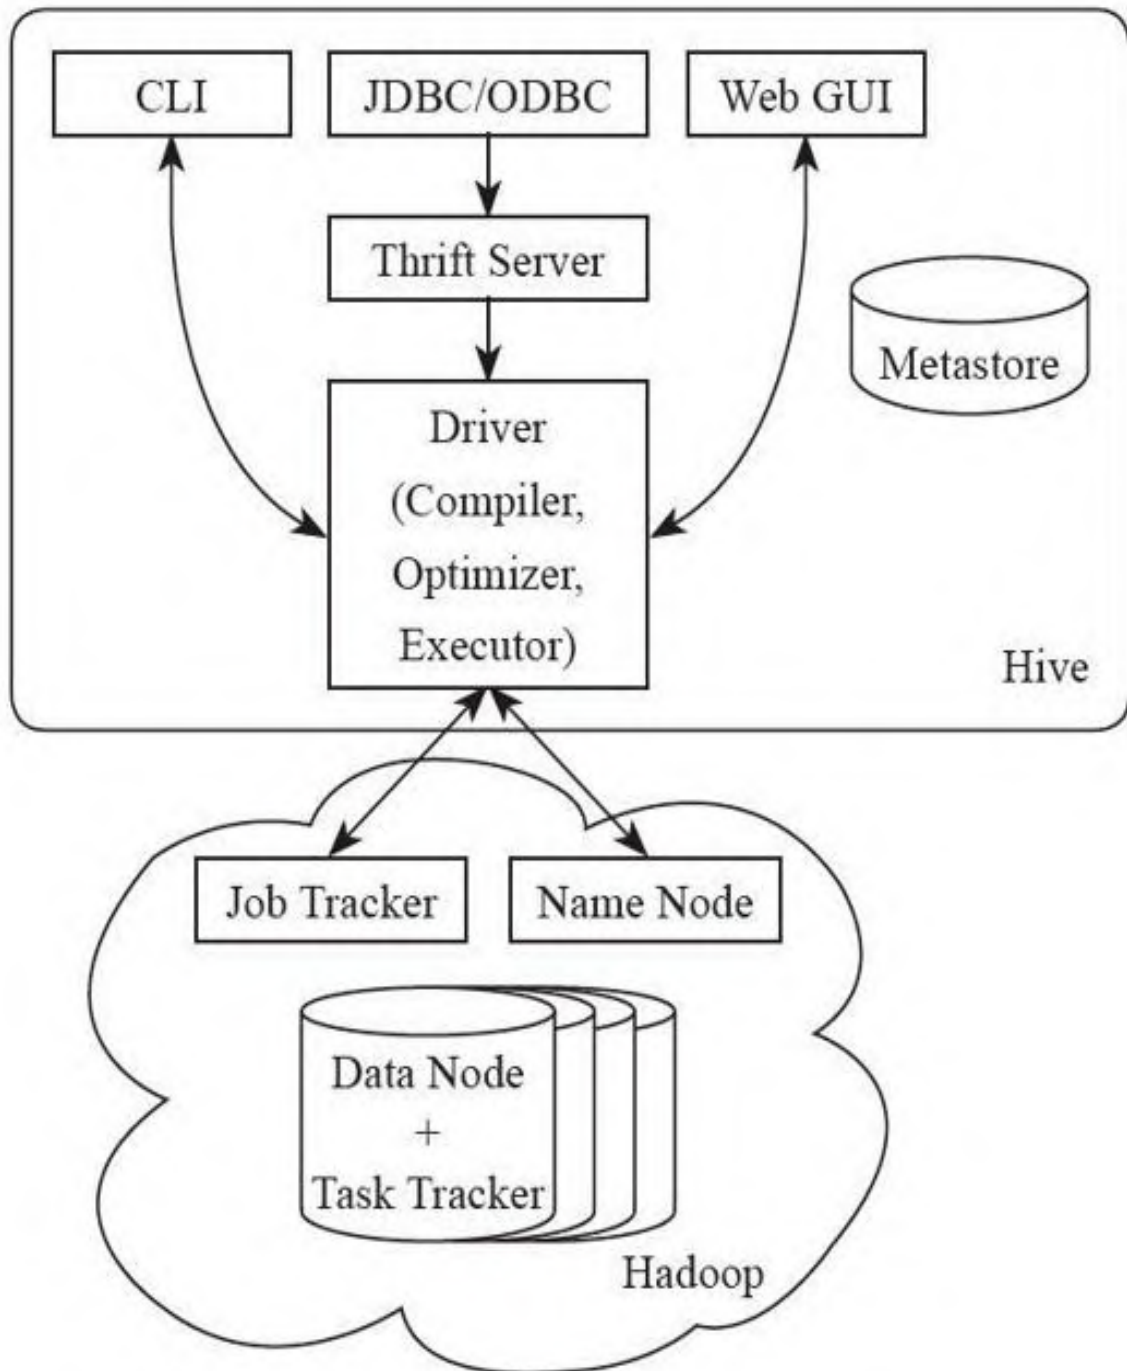 CLI
JDBC/ODBC
Web GUI
Thrift Server
Metastore
Driver
(Compiler,
Optimizer,
Executor)
Hive
Job Tracker
Name Node
Data Node
+
Task Tracker
Hadoop